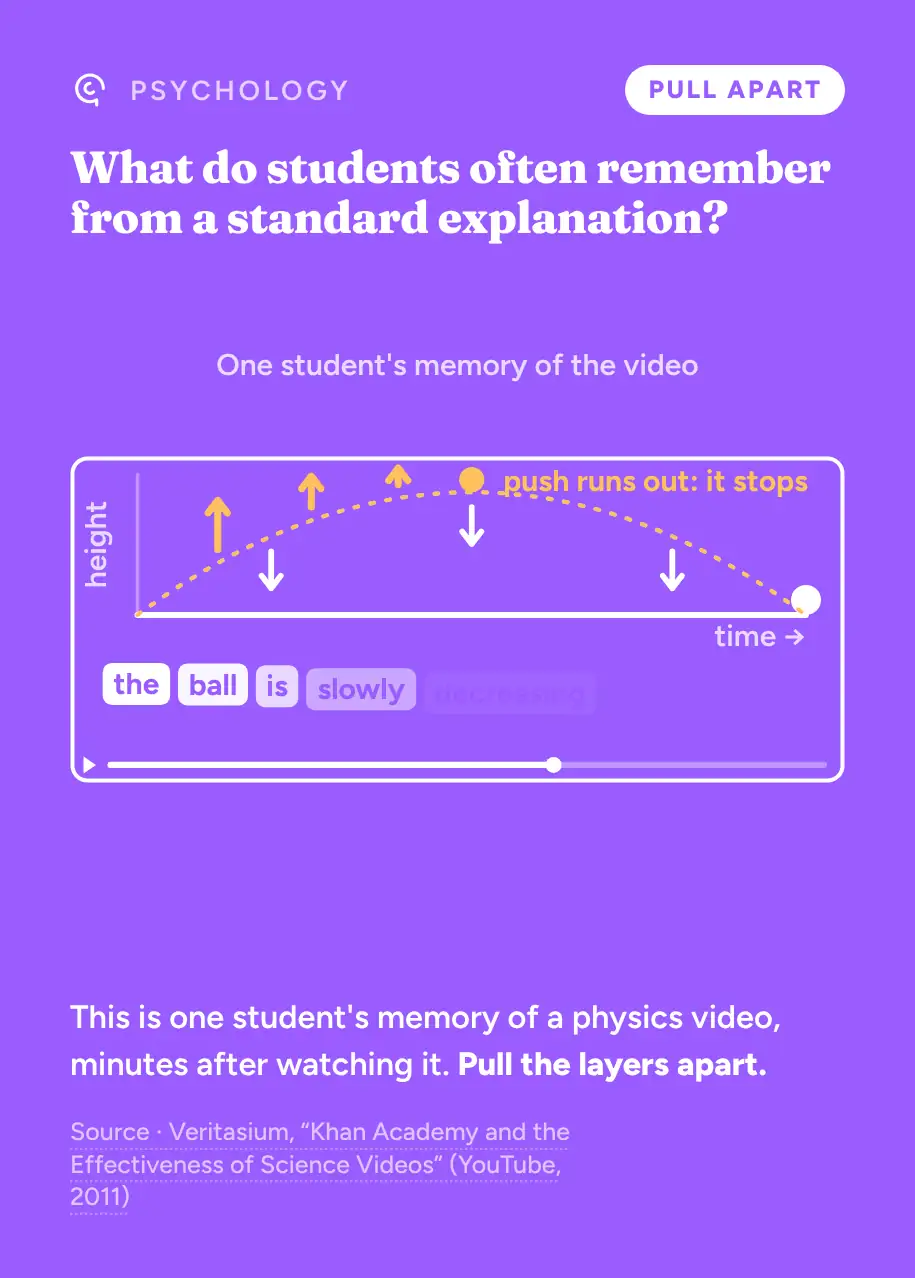 PSYCHOLOGY
PULL APART
What do students often remember
from a standard explanation?
One student's memory of the video
push runs out: it stops
height
time →
the ball is slowly decreasing
This is one student's memory of a physics video,
minutes after watching it. Pull the layers apart.
Source · Veritasium, “Khan Academy and the
Effectiveness of Science Videos” (YouTube,
2011)